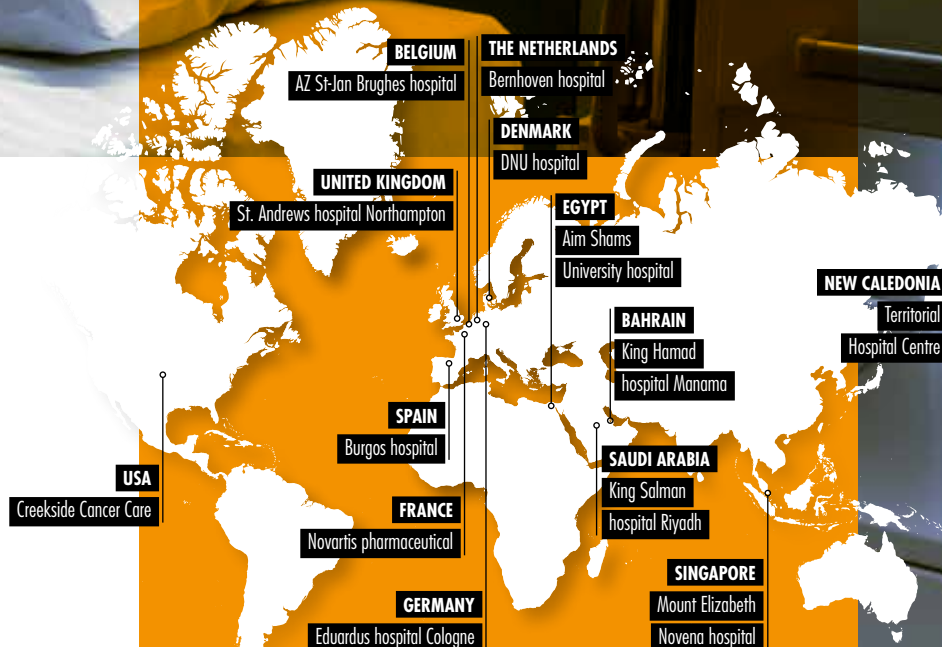 BELGIUM
AZ St-Jan Brughes hospital
THE NETHERLANDS
Bernhoven hospital
DENMARK
DNU hospital
UNITED KINGDOM
St. Andrews hospital Northampton
EGYPT
Aim Shams
University hospital
NEW CALEDONIA
Territorial
Hospital Centre
BAHRAIN
King Hamad
hospital Manama
SPAIN
Burgos hospital
USA
Creekside Cancer Care
SAUDI ARABIA
King Salman
hospital Riyadh
FRANCE
Novartis pharmaceutical
SINGAPORE
Mount Elizabeth
Novena hospital
GERMANY
Eduardus hospital Cologne